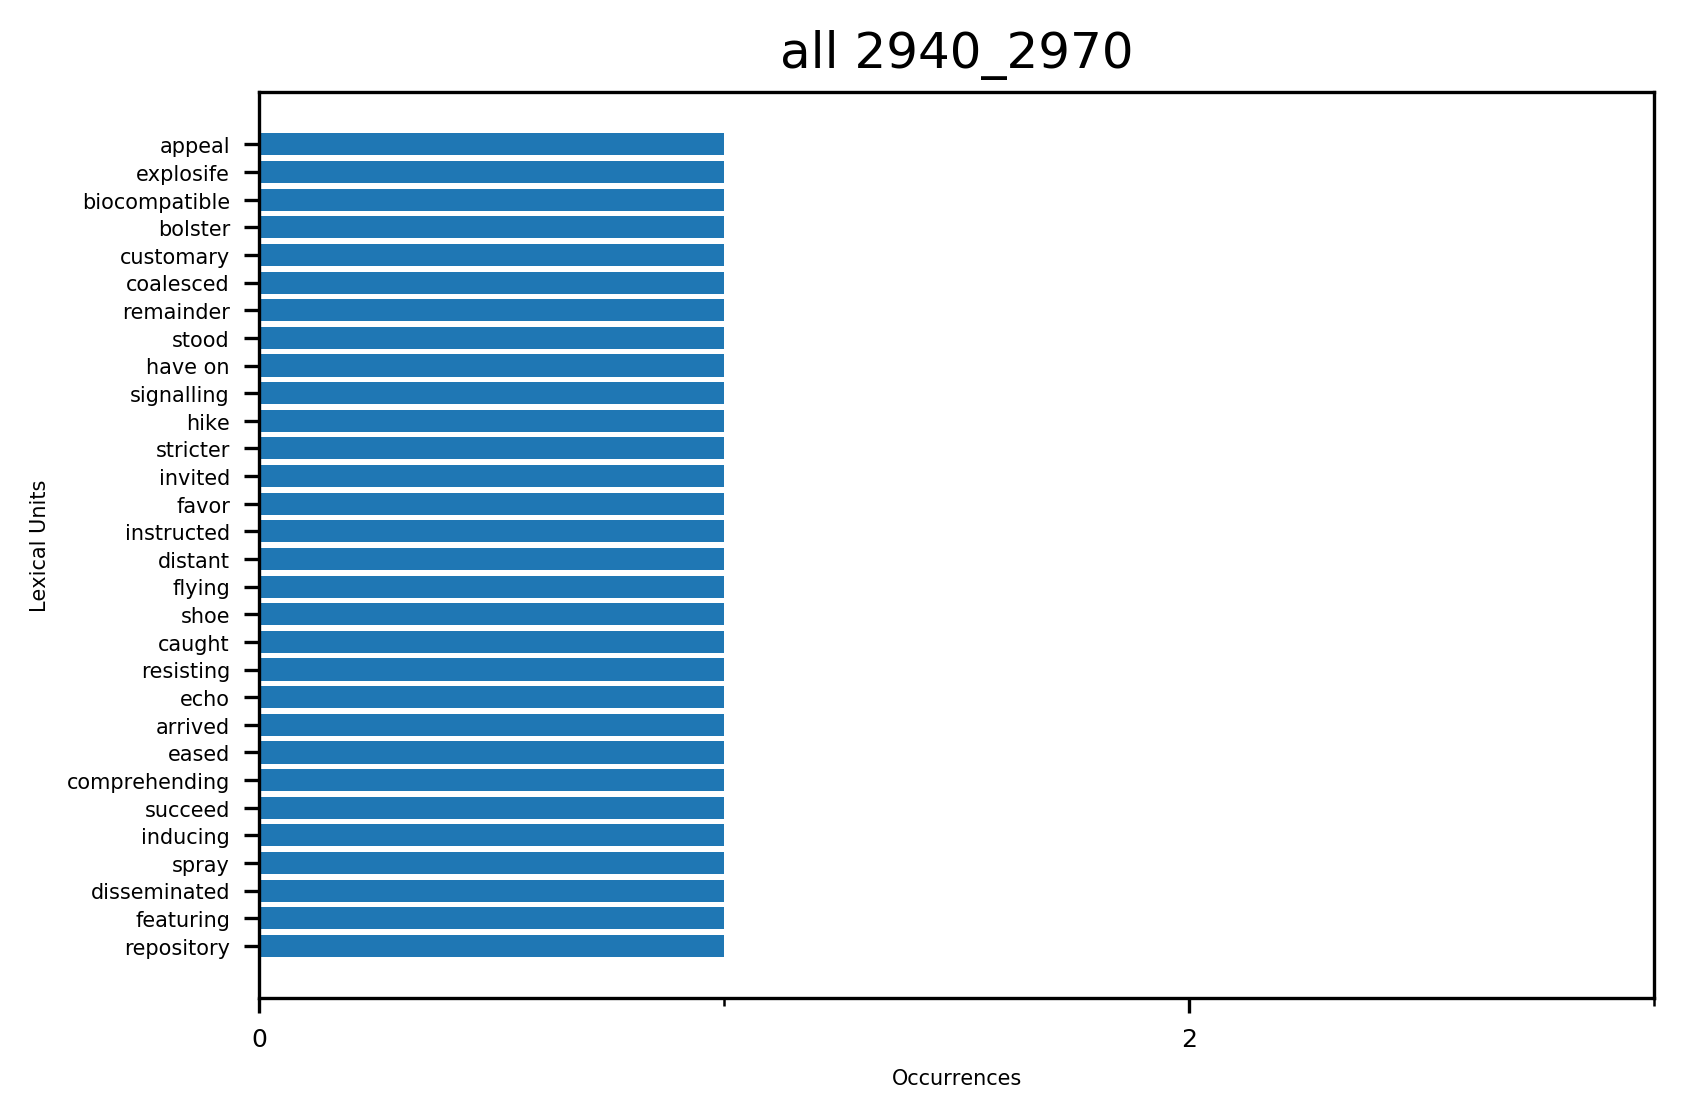 all 2940_2970
appeal
explosife
biocompatible
bolster
customary
coalesced
remainder
stood
have on
signalling
hike
stricter
invited
favor
instructed
distant
flying
shoe
caught
resisting
echo
arrived
eased
comprehending
succeed
inducing
spray
disseminated
featuring
repository
Lexical Units
0
2
Occurrences